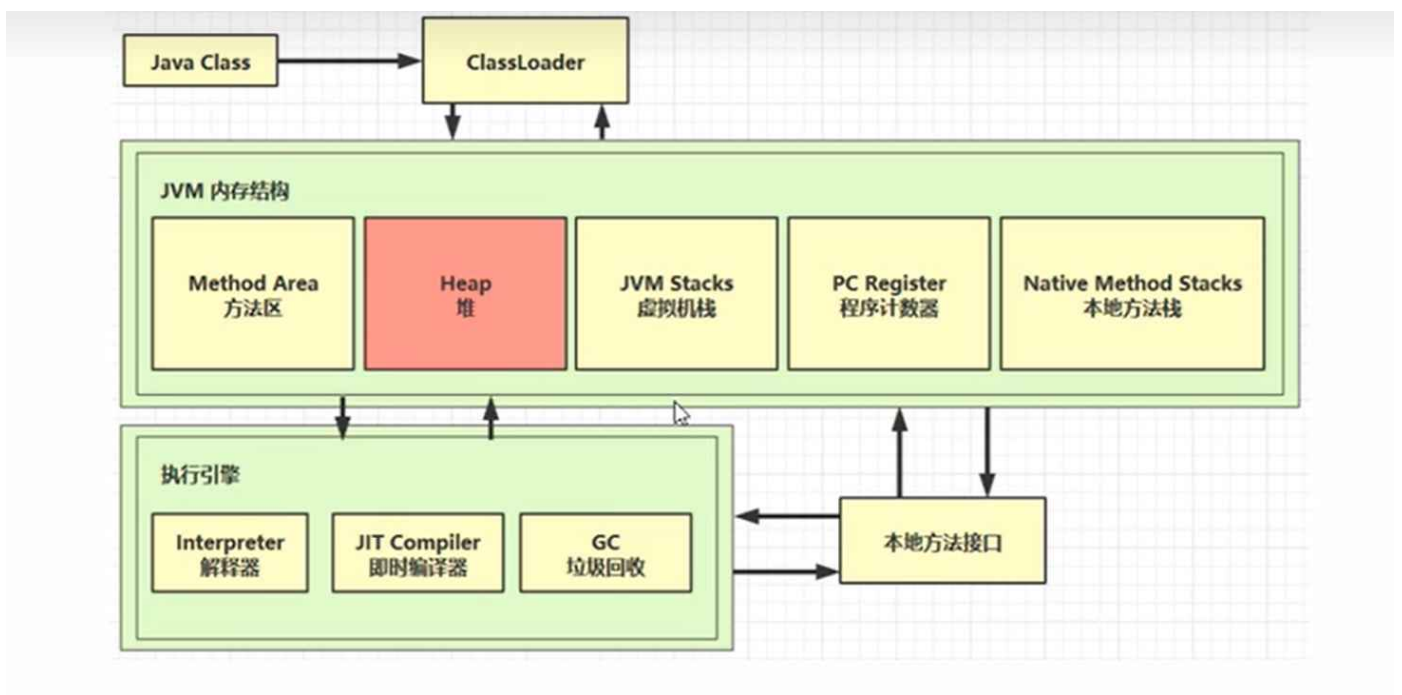 Java Class
ClassLoader
JVM 内存结构
Method Area
方法区
Heap
堆
JVM Stacks
虚拟机栈
PC Register
程序计数器
Native Method Stacks
本地方法栈
执行引擎
Interpreter
解释器
JIT Compiler
即时编译器
GC
垃圾回收
本地方法接口